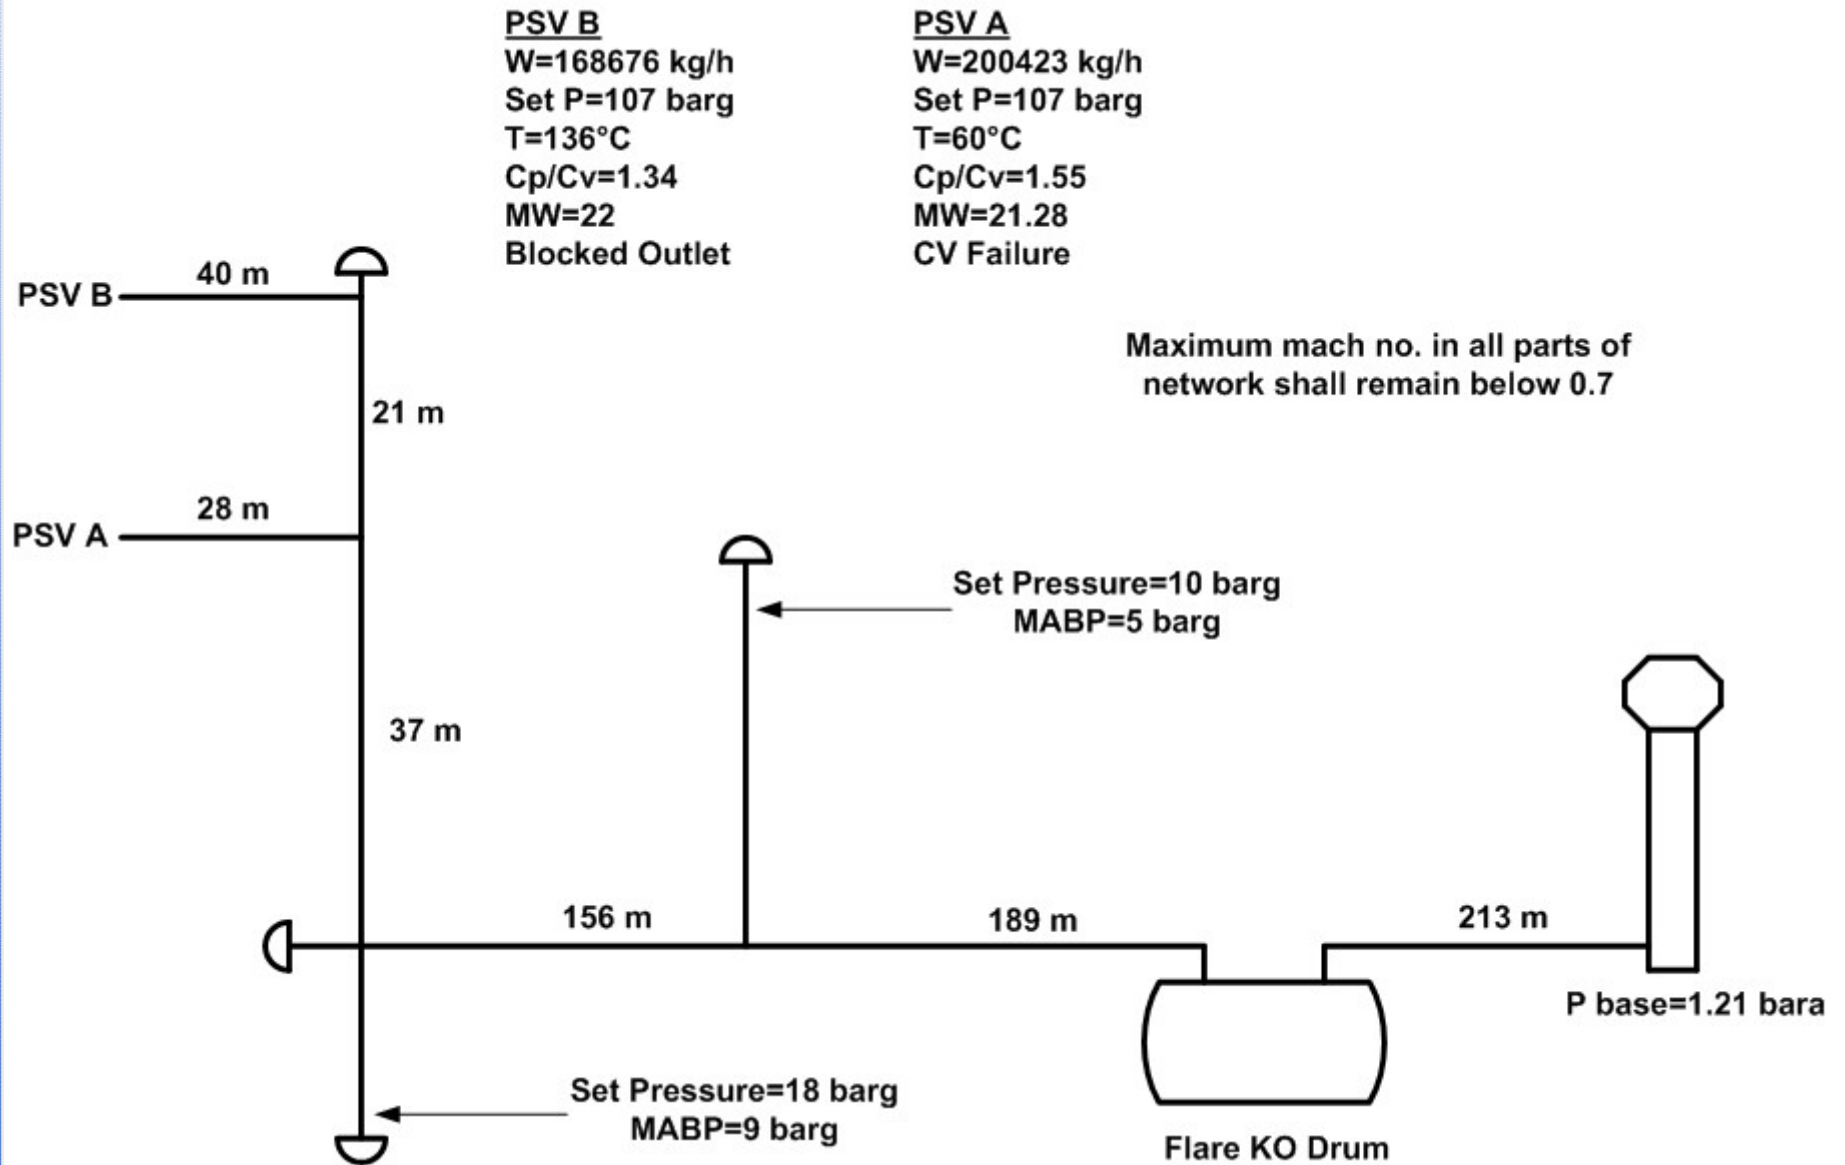 PSV B
W=168676 kg/h
Set P=107 barg
T=136°C
Cp/Cv=1.34
MW=22
Blocked Outlet
PSV A
W=200423 kg/h
Set P=107 barg
T=60°C
Cp/Cv=1.55
MW=21.28
CV Failure
40 m
PSV B
21 m
Maximum mach no. in all parts of
network shall remain below 0.7
28 m
PSV A
37 m
Set Pressure=10 barg
MABP=5 barg
156 m
189 m
213 m
P base=1.21 bara
Set Pressure=18 barg
MABP=9 barg
Flare KO Drum